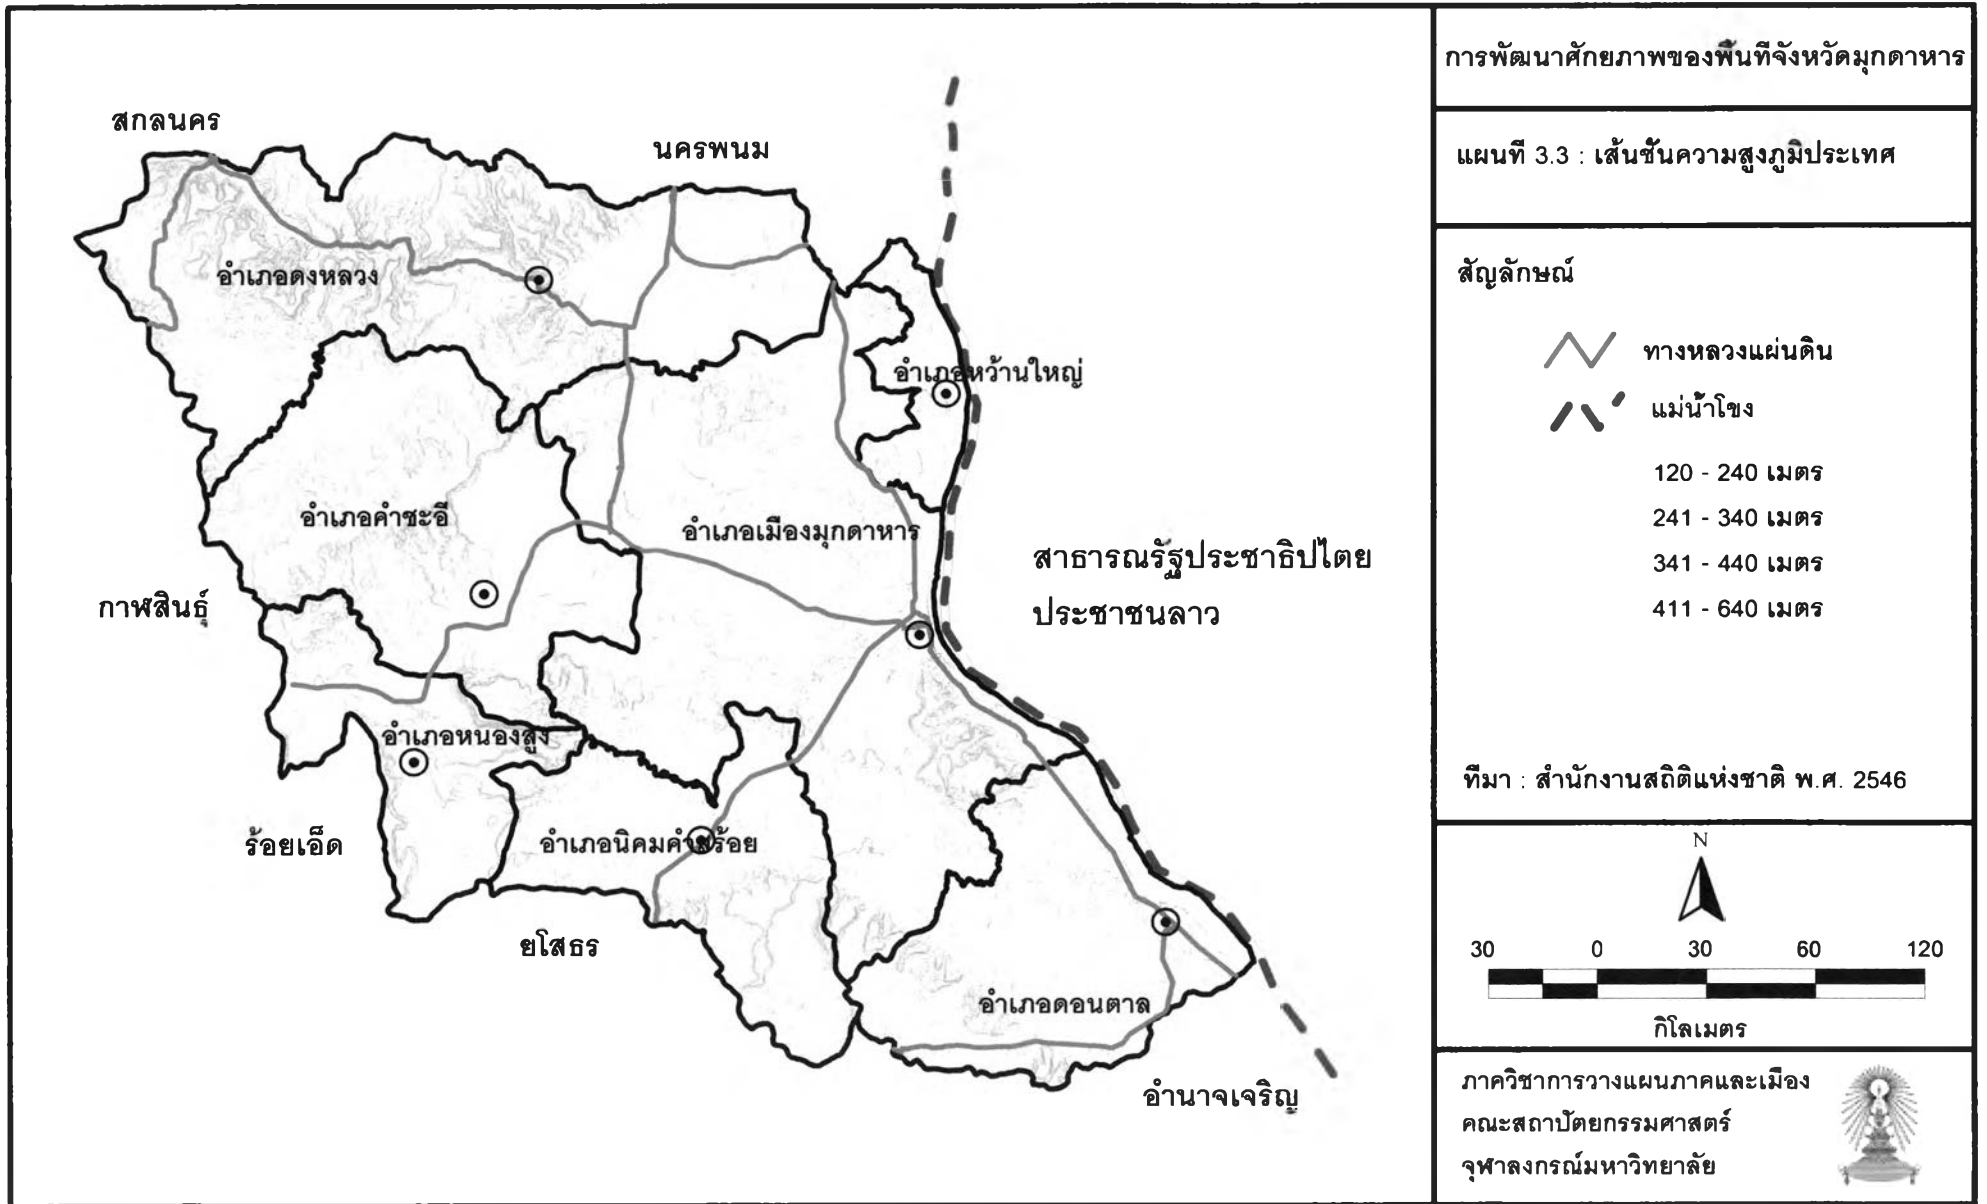 การพัฒนาศักยภาพของพื้นที่จังหวัดมุกดาหาร
แผนที่ 3.3 : เส้นชั้นความสูงภูมิประเทศ
สัญลักษณ์
ทางหลวงแผ่นดิน
แม่น้ำโขง
120 - 240 เมตร
241 - 340 เมตร
341 - 440 เมตร
411 - 640 เมตร
ที่มา : สำนักงานสถิติแห่งชาติ พ.ศ. 2546
N
30 0 30 60 120
กิโลเมตร
ภาควิชาการวางแผนภาคและเมือง
คณะสถาปัตยกรรมศาสตร์
จุฬาลงกรณ์มหาวิทยาลัย
สกลนคร
นครพนม
อำเภอดงหลวง
อำเภอหว้านใหญ่
อำเภอคำชะอี
อำเภอเมืองมุกดาหาร
สาธารณรัฐประชาธิปไตย
ประชาชนลาว
กาฬสินธุ์
อำเภอหนองสูง
ร้อยเอ็ด
อำเภอนิคมคำสร้อย
ยโสธร
อำเภอดอนตาล
อำนาจเจริญ